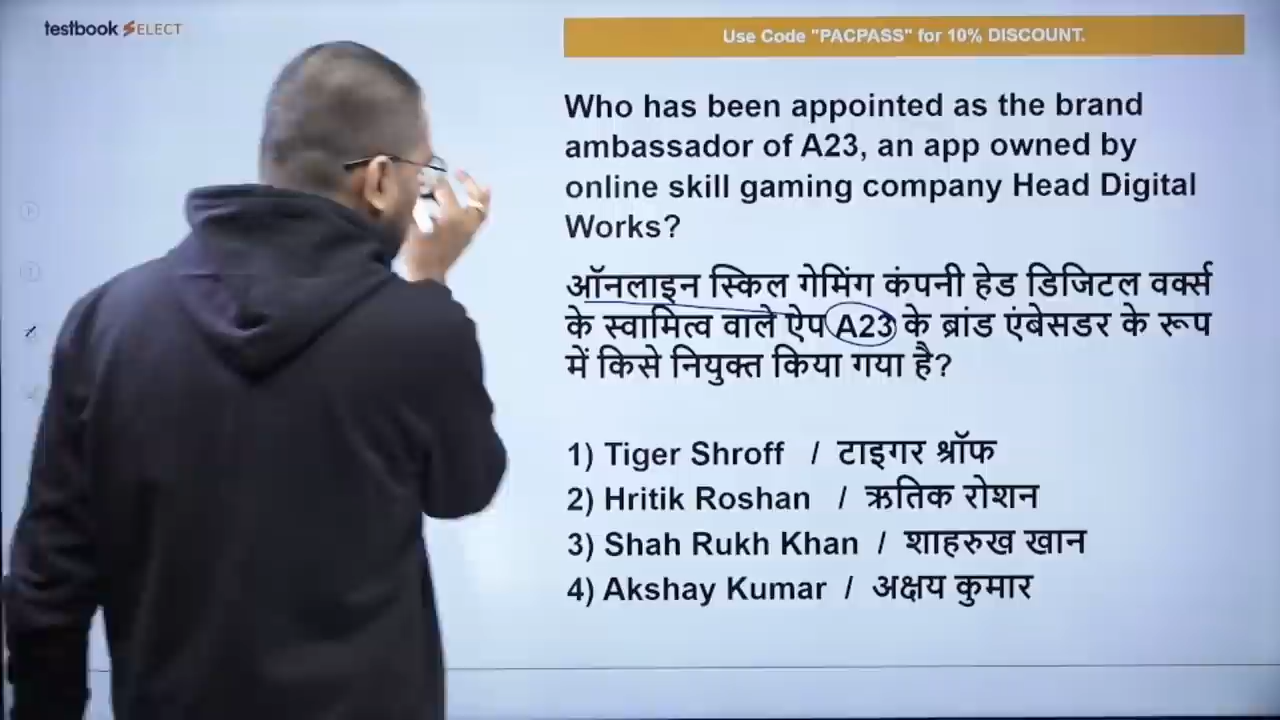 testbook SELECT
Use Code "PACPASS" for 10% DISCOUNT.
Who has been appointed as the brand
ambassador of A23, an app owned by
online skill gaming company Head Digital
Works?
ऑनलाइन स्किल गेमिंग कंपनी हेड डिजिटल वर्क्स
के स्वामित्व वाले ऐप A23 के ब्रांड एंबेसडर के रूप
में किसे नियुक्त किया गया है?
1) Tiger Shroff / टाइगर श्रॉफ
2) Hritik Roshan / ऋतिक रोशन
3) Shah Rukh Khan / शाहरुख खान
4) Akshay Kumar / अक्षय कुमार